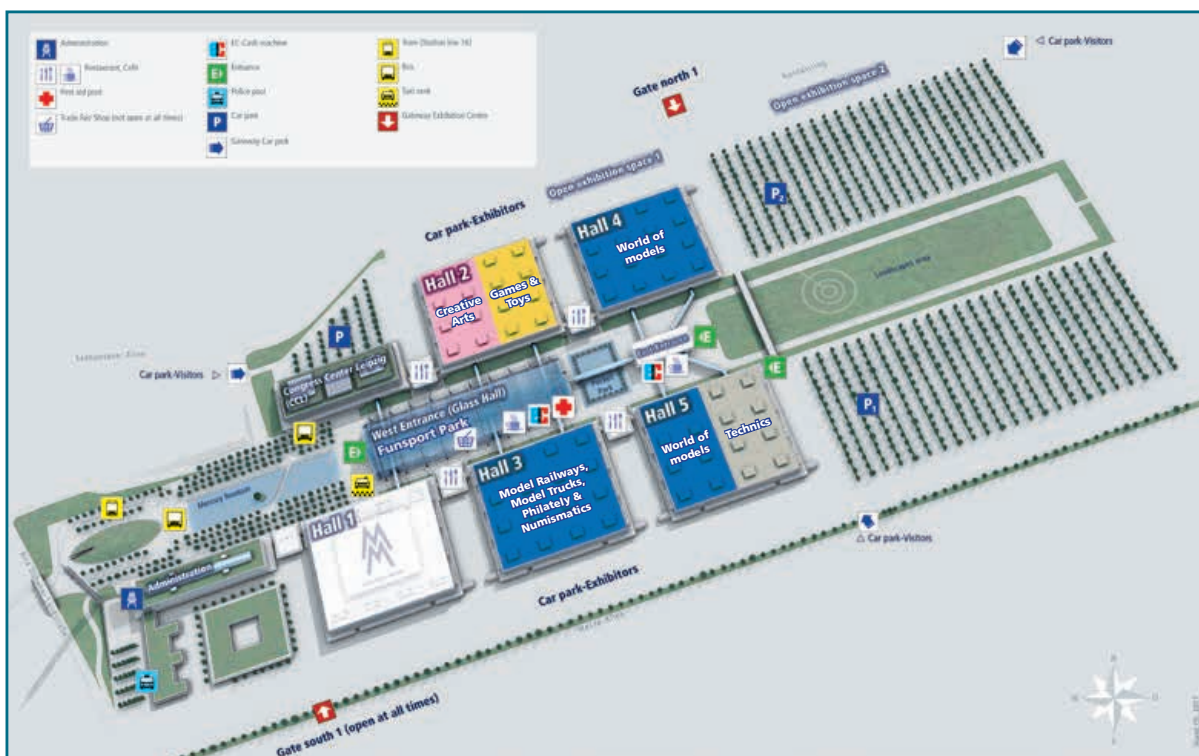 Administration
Restaurant, Café
First aid point
Trade Fair Shop (not open at all times)
EC-Cash machine
Entrance
Police post
P
Car park
Gateway Car park
Tram (Station line 16)
Bus
Taxi rank
Gateway Exhibition Centre
Car park-Visitors
Gate north 1
Open exhibition space 2
Open exhibition space 1
Car park-Exhibitors
P2
Hall 4
World of
models
Hall 2
Creative
Arts
Games &
Toys
Landscaped area
P
Car park-Visitors
Congress Center Leipzig
(CCL)
West Entrance (Glass Hall)
Funsport Park
P1
Hall 5
World of
models
Technics
Hall 3
Model Railways,
Model Trucks,
Philately &
Numismatics
Hall 1
Administration
Car park-Visitors
Car park-Exhibitors
Gate south 1 (open at all times)